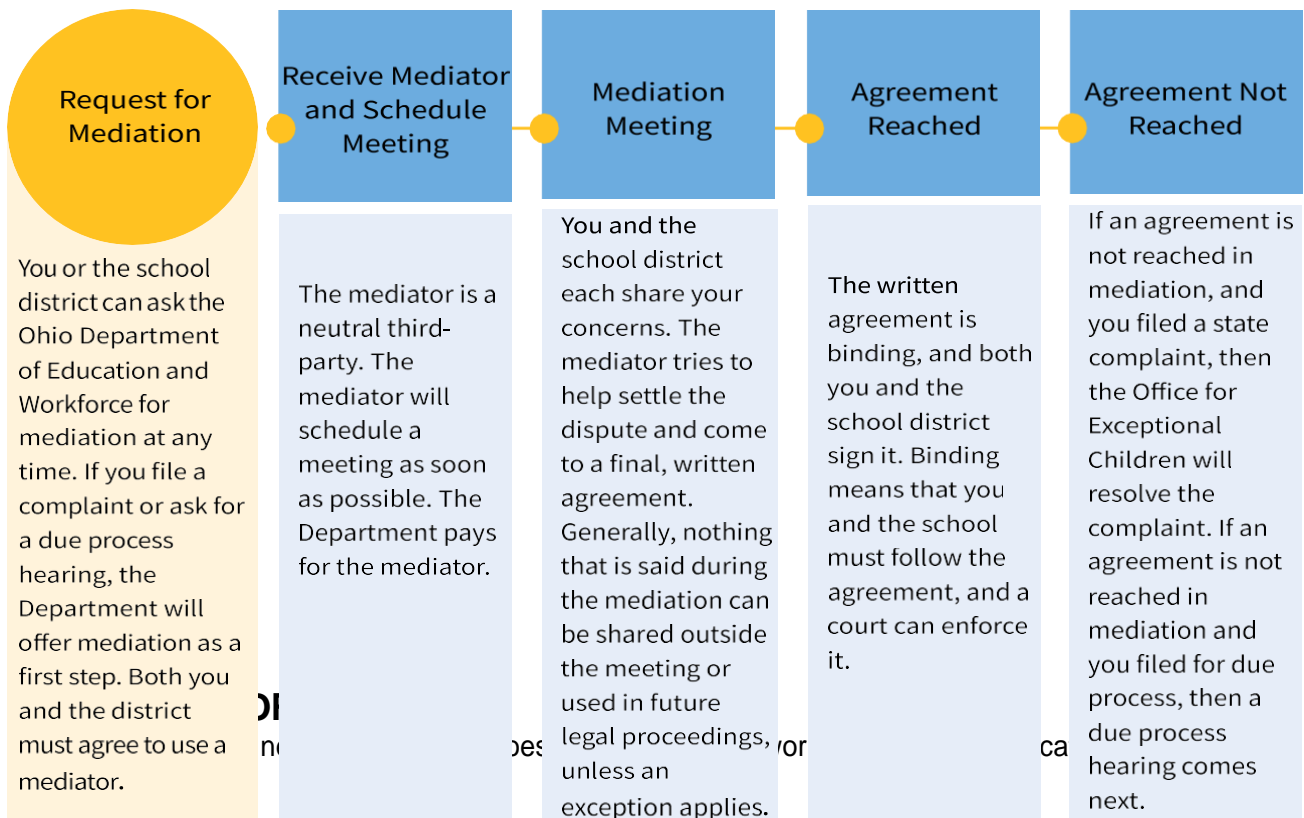 Request for
Mediation
You or the school
district can ask the
Ohio Department
of Education and
Workforce for
mediation at any
time. If you file a
complaint or ask for
a due process
hearing, the
Department will
offer mediation as a
first step. Both you
and the district
must agree to use a
mediator.
Receive Mediator
and Schedule
Meeting
The mediator is a
neutral third-
party. The
mediator will
schedule a
meeting as soon
as possible. The
Department pays
for the mediator.
Mediation
Meeting
You and the
school district
each share your
concerns. The
mediator tries to
help settle the
dispute and come
to a final, written
agreement.
Generally, nothing
that is said during
the mediation can
be shared outside
the meeting or
used in future
legal proceedings,
unless an
exception applies.
Agreement
Reached
The written
agreement is
binding, and both
you and the
school district
sign it. Binding
means that you
and the school
must follow the
agreement, and a
court can enforce
it.
Agreement Not
Reached
If an agreement is
not reached in
mediation, and
you filed a state
complaint, then
the Office for
Exceptional
Children will
resolve the
complaint. If an
agreement is not
reached in
mediation and
you filed for due
process, then a
due process
hearing comes
next.